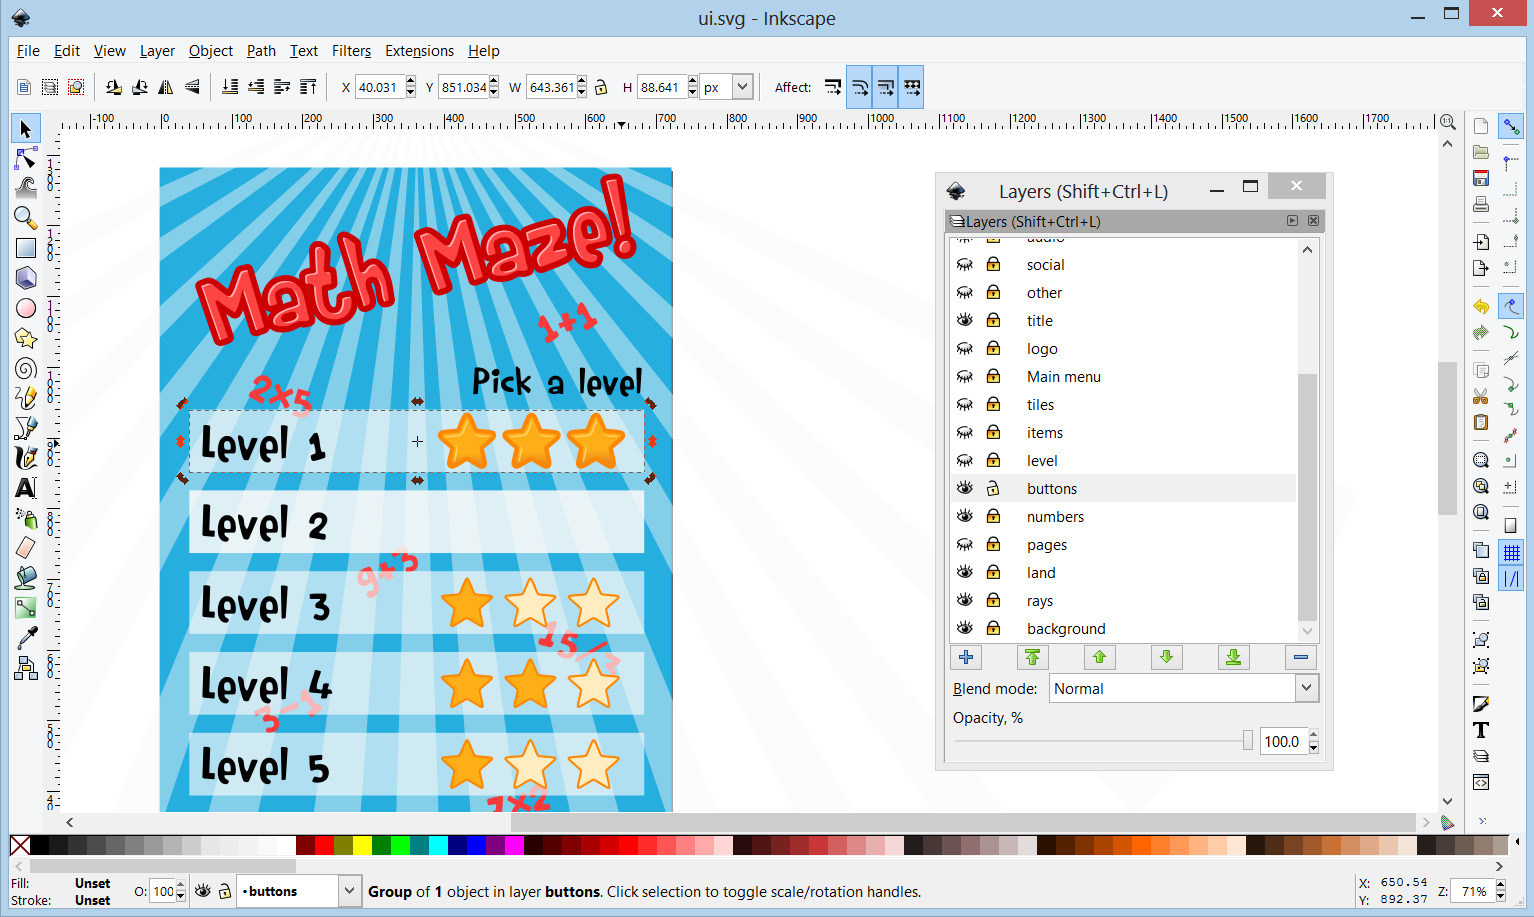 ui.svg - Inkscape
File Edit View Layer Object Path Text Filters Extensions Help
X 40.031 Y 851.034 W 643.361 H 88.641 px Affect:
-100 0 100 200 300 400 500 600 700 800 900 1000 1100 1200 1300 1400 1500 1600 1700
1:1
Math Maze!
1+1
Pick a level
2x5
Level 1
Level 2
9+5
Level 3
15/3
Level 4
3-1
Level 5
7x2
Layers (Shift+Ctrl+L)
Layers (Shift+Ctrl+L)
audio
social
other
title
logo
Main menu
tiles
items
level
buttons
numbers
pages
land
rays
background
Blend mode: Normal
Opacity, %
100.0
Fill: Unset
Stroke: Unset
O: 100
•buttons
Group of 1 object in layer buttons. Click selection to toggle scale/rotation handles.
X: 650.54
Y: 892.37
Z: 71%